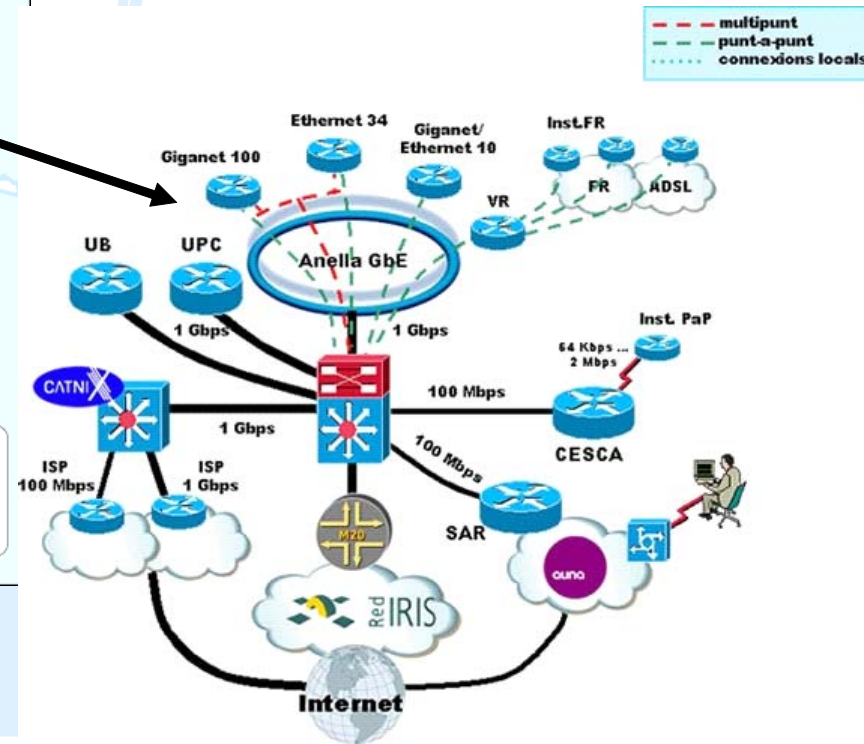 multipunt
punt-a-punt
connexions locals
Ethernet 34
Giganet/
Ethernet 10
Inst.FR
Giganet 100
FR
ADSL
VR
UB
UPC
Anella GbE
1 Gbps
1 Gbps
Inst. PaP
64 Kbps ...
2 Mbps
CATNIX
100 Mbps
1 Gbps
CESCA
100 Mbps
ISP
100 Mbps
ISP
1 Gbps
SAR
M20
auna
Red IRIS
Internet